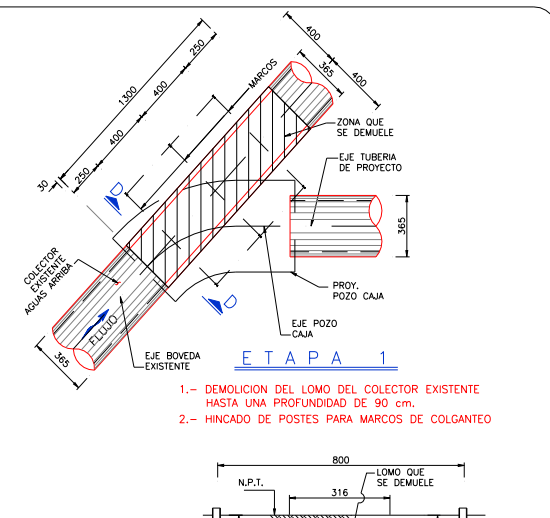 1300
250
400
400
250
30
400
365
400
MARCOS
ZONA QUE
SE DEMUELE
EJE TUBERIA
DE PROYECTO
365
D
D
COLECTOR
EXISTENTE
AGUAS ARRIBA
FLUJO
365
EJE BOVEDA
EXISTENTE
PROY.
POZO CAJA
EJE POZO
CAJA
ETAPA 1
1.- DEMOLICION DEL LOMO DEL COLECTOR EXISTENTE
HASTA UNA PROFUNDIDAD DE 90 cm.
2.- HINCADO DE POSTES PARA MARCOS DE COLGANTEO
800
N.P.T.
LOMO QUE
SE DEMUELE
316